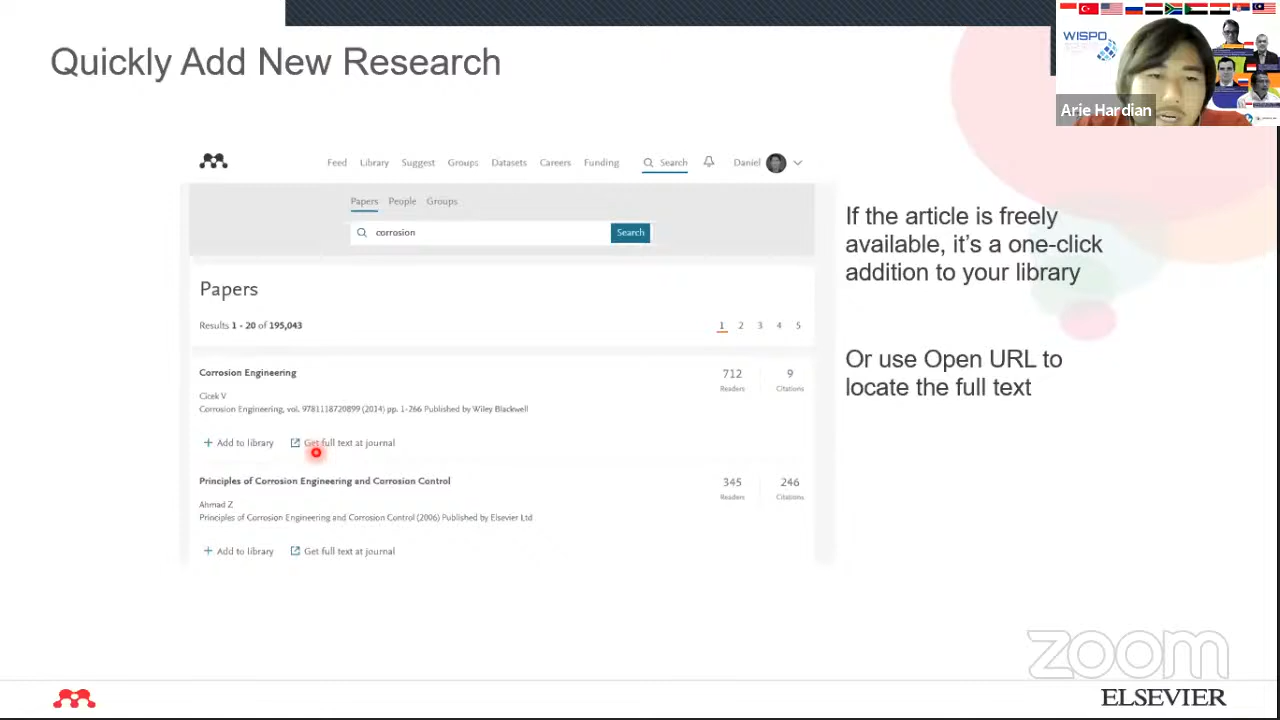 Quickly Add New Research
WISPO
Arie Hardian
Feed Library Suggest Groups Datasets Careers Funding Search Daniel
Papers People Groups
corrosion Search
Papers
Results 1 - 20 of 195,043
1 2 3 4 5
Corrosion Engineering
712 9
Readers Citations
Cicek V
Corrosion Engineering, vol. 9781118720899 (2014) pp. 1-266 Published by Wiley Blackwell
+ Add to library Get full text at journal
Principles of Corrosion Engineering and Corrosion Control
345 246
Readers Citations
Ahmad Z
Principles of Corrosion Engineering and Corrosion Control (2006) Published by Elsevier Ltd
+ Add to library Get full text at journal
If the article is freely
available, it’s a one-click
addition to your library
Or use Open URL to
locate the full text
zoom
ELSEVIER